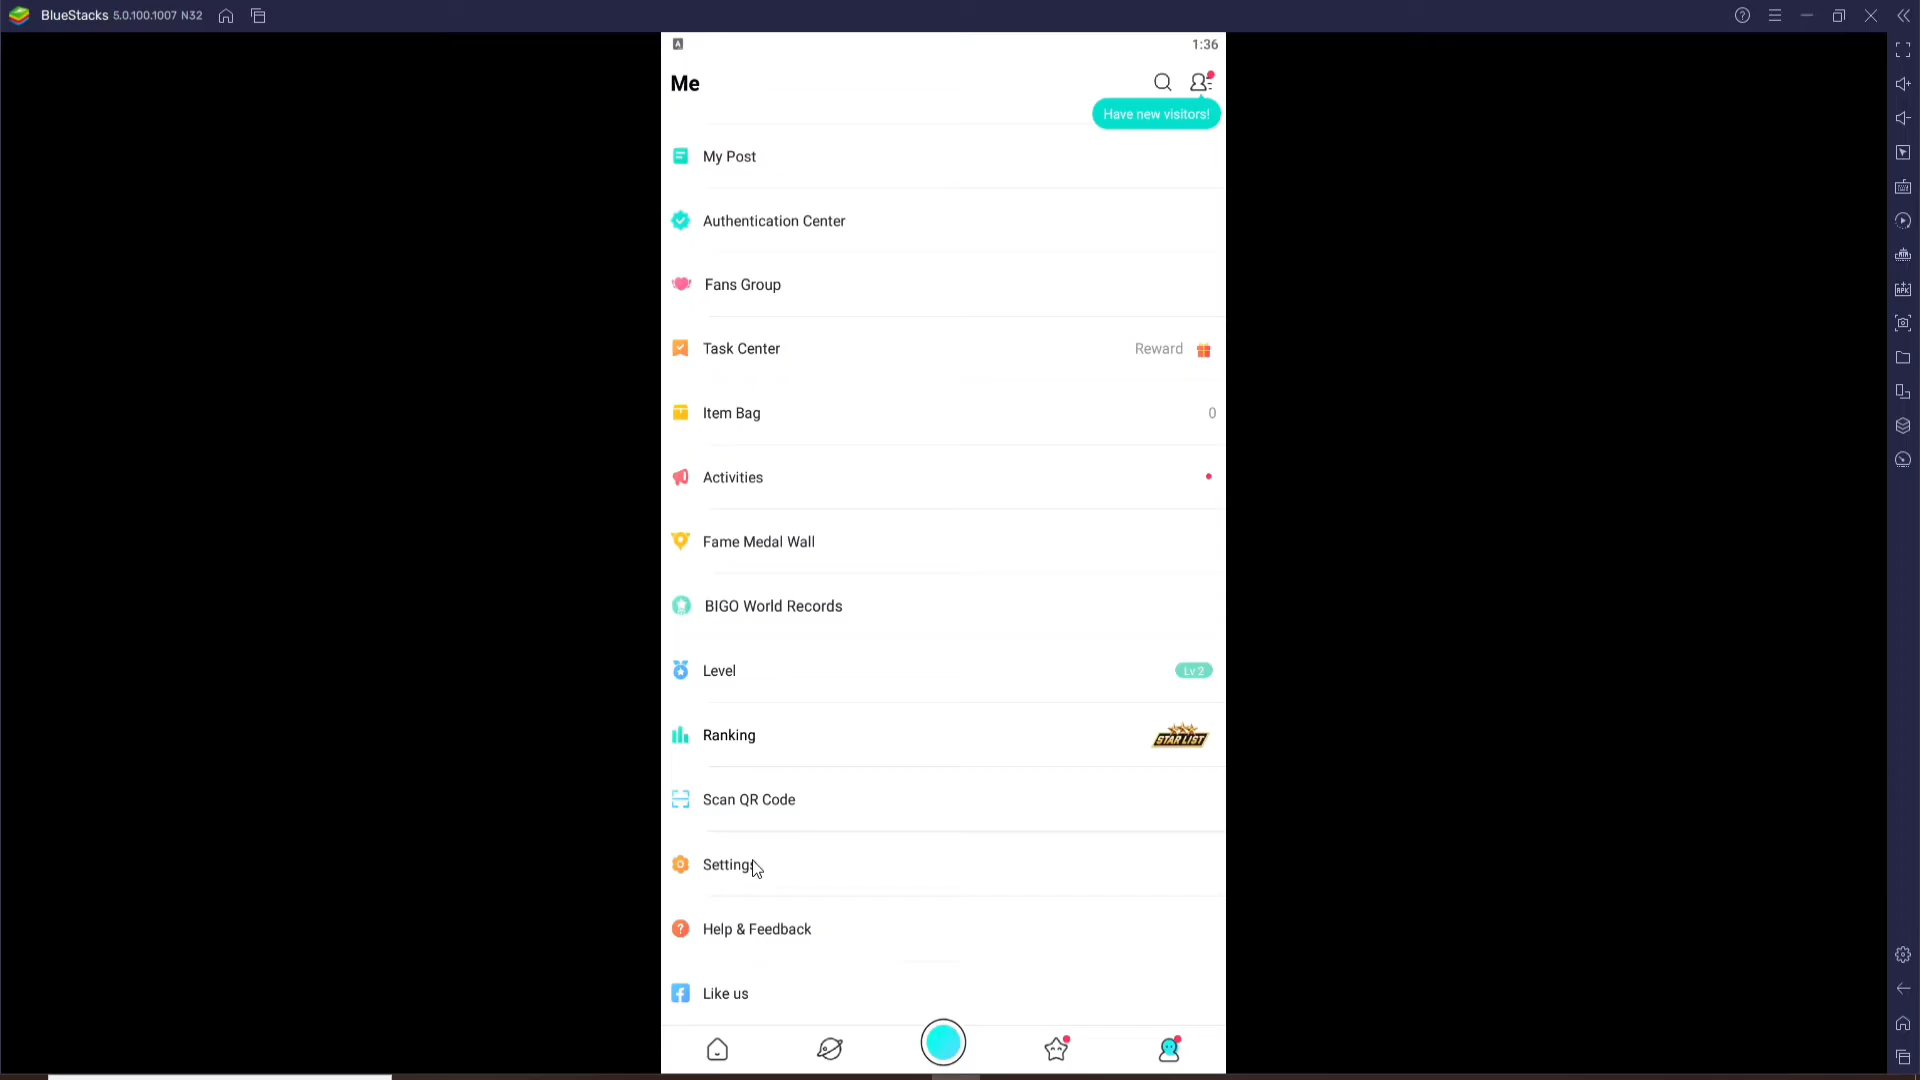 BlueStacks 5.0.100.1007 N32
1:36
Me
Have new visitors!
My Post
Authentication Center
Fans Group
Task Center Reward
Item Bag 0
Activities
Fame Medal Wall
BIGO World Records
Level Lv 2
Ranking STAR LIST
Scan QR Code
Settings
Help & Feedback
Like us